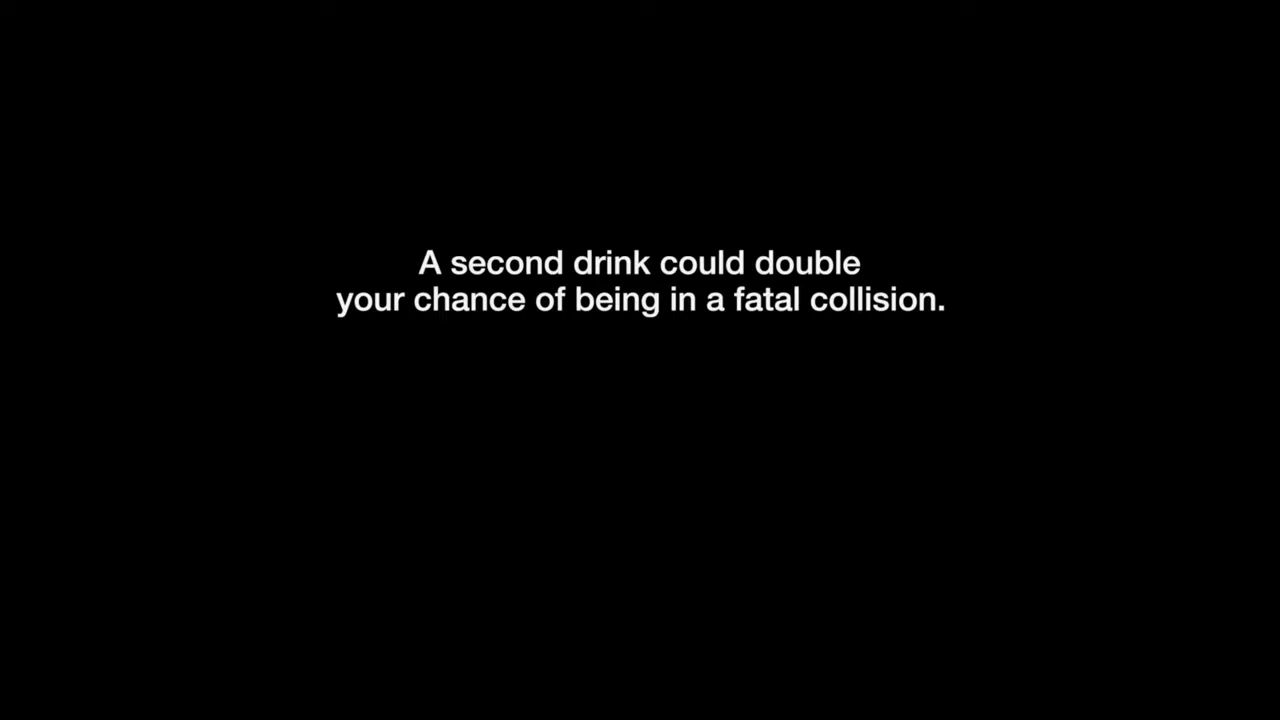 A second drink could double
your chance of being in a fatal collision.